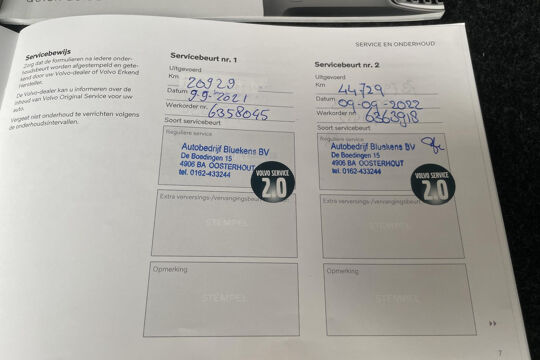 SERVICE EN ONDERHOUD
Servicebewijs
Zorg dat de formulieren na iedere onder-
houdsbeurt worden afgestempeld en gete-
kend door uw Volvo-dealer of Volvo Erkend
Hersteller.
De Volvo-dealer kan u informeren over de
inhoud van Volvo Original Service voor uw
auto.
Vergeet niet onderhoud te verrichten volgens
de onderhoudsintervallen.
Servicebeurt nr. 1
Uitgevoerd
Km 20929
Datum 9-9-2021
Werkorder nr. 6358045
Soort servicebeurt
Reguliere service
Autobedrijf Bluekens BV
De Boedingen 15
4906 BA OOSTERHOUT
tel. 0162-433244
VOLVO SERVICE
2.0
Extra verversings-/vervangingsbeurt
STEMPEL
Opmerking
STEMPEL
Servicebeurt nr. 2
Uitgevoerd
Km 44729
Datum 09-09-2022
Werkorder nr. 6363918
Soort servicebeurt
Reguliere service
Autobedrijf Bluekens BV
De Boedingen 15
4906 BA OOSTERHOUT
tel. 0162-433244
VOLVO SERVICE
2.0
Extra verversings-/vervangingsbeurt
STEMPEL
Opmerking
STEMPEL
7